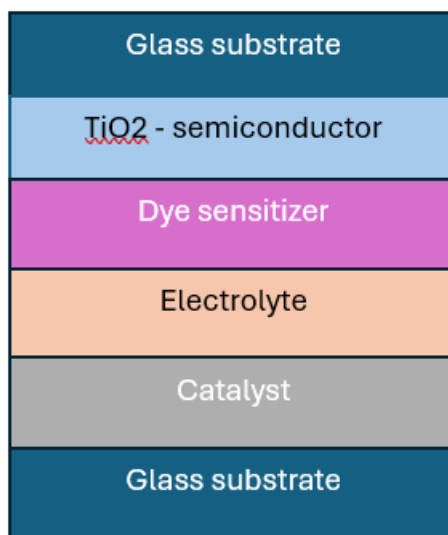 Glass substrate
TiO2 - semiconductor
Dye sensitizer
Electrolyte
Catalyst
Glass substrate